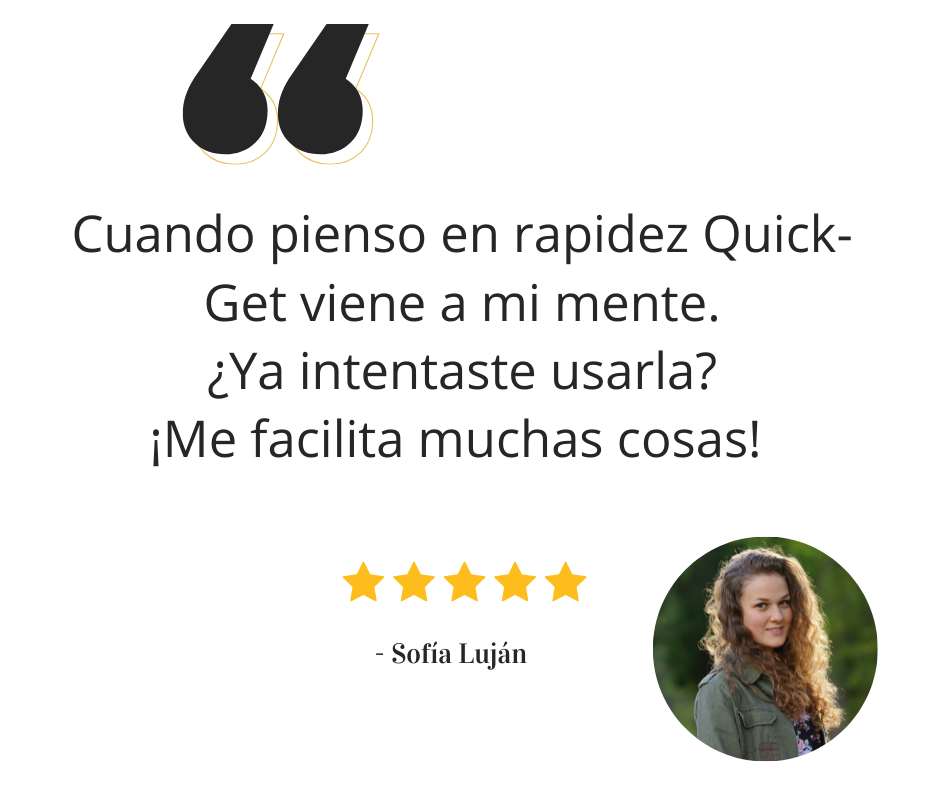 Cuando pienso en rapidez Quick-
Get viene a mi mente.
¿Ya intentaste usarla?
¡Me facilita muchas cosas!
- Sofía Luján